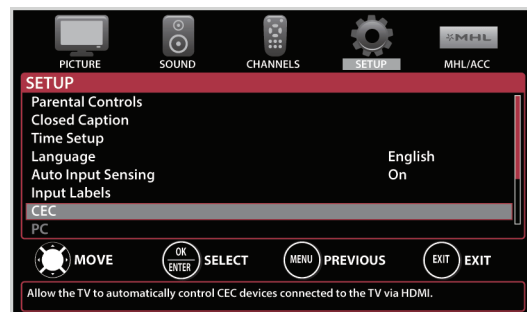 MHL
PICTURE SOUND CHANNELS SETUP MHL/ACC
SETUP
Parental Controls
Closed Caption
Time Setup
Language English
Auto Input Sensing On
Input Labels
CEC
PC
MOVE OK ENTER SELECT MENU PREVIOUS EXIT EXIT
Allow the TV to automatically control CEC devices connected to the TV via HDMI.